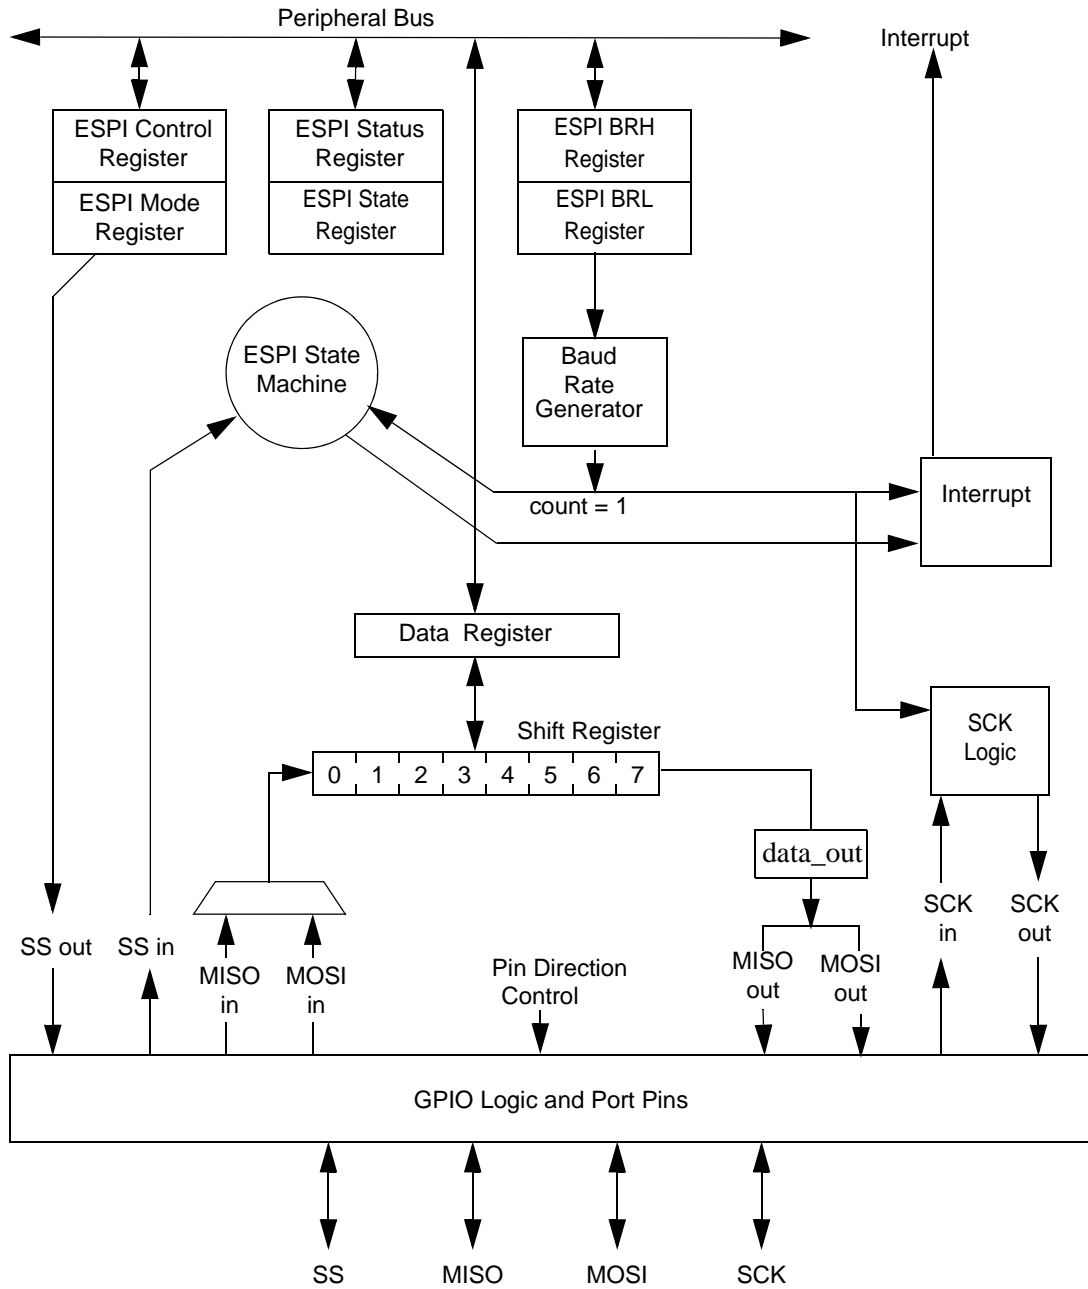 Peripheral Bus
Interrupt
ESPI Control
Register
ESPI Mode
Register
ESPI Status
Register
ESPI State
Register
ESPI BRH
Register
ESPI BRL
Register
ESPI State
Machine
Baud
Rate
Generator
count = 1
Interrupt
Data Register
Shift Register
0 1 2 3 4 5 6 7
SCK
Logic
data_out
SS out
SS in
MISO
in
MOSI
in
Pin Direction
Control
MISO
out
MOSI
out
SCK
in
SCK
out
GPIO Logic and Port Pins
SS
MISO
MOSI
SCK